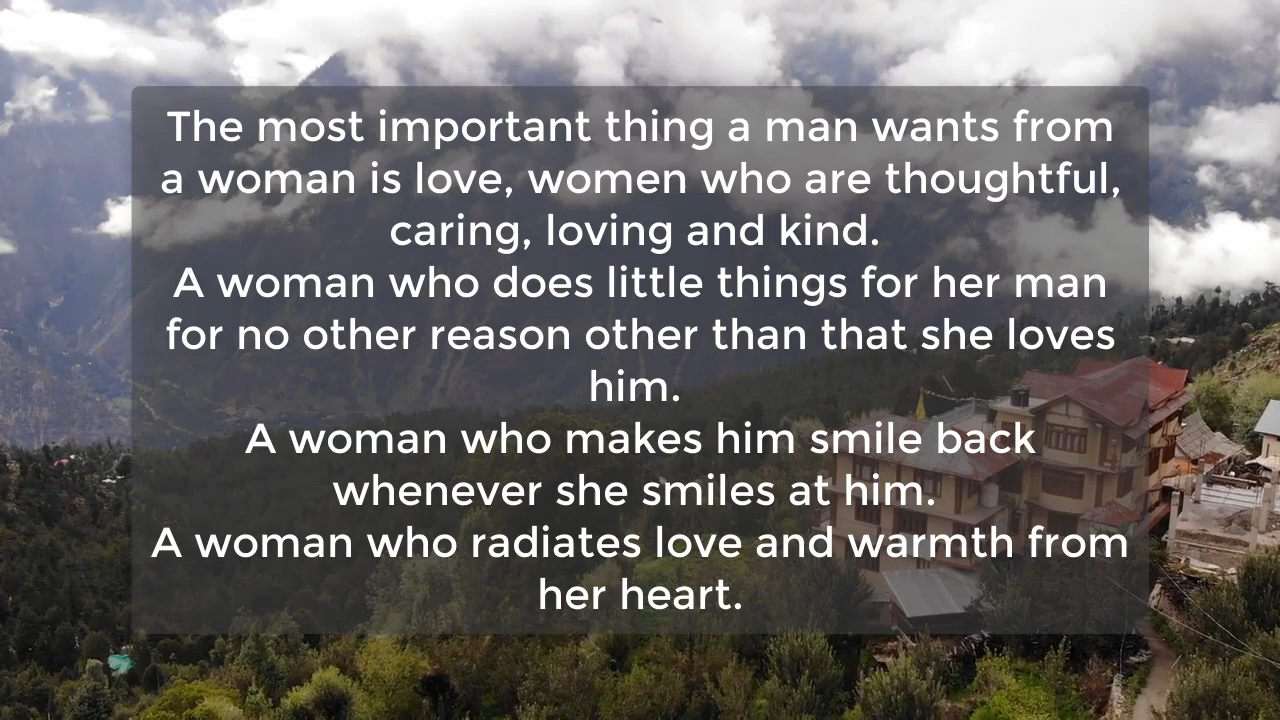 The most important thing a man wants from
a woman is love, women who are thoughtful,
caring, loving and kind.
A woman who does little things for her man
for no other reason other than that she loves
him.
A woman who makes him smile back
whenever she smiles at him.
A woman who radiates love and warmth from
her heart.